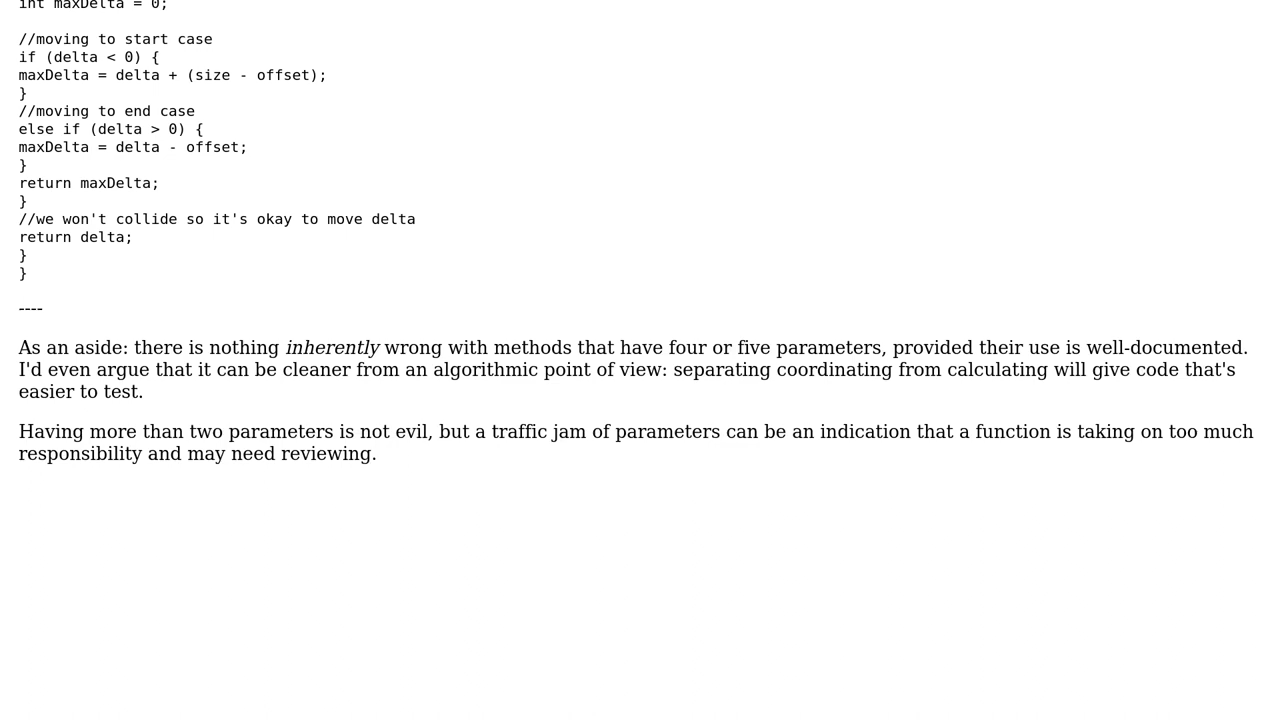 int maxDelta = 0;
//moving to start case
if (delta < 0) {
maxDelta = delta + (size - offset);
}
//moving to end case
else if (delta > 0) {
maxDelta = delta - offset;
}
return maxDelta;
}
//we won't collide so it's okay to move delta
return delta;
}
}
----
As an aside: there is nothing inherently wrong with methods that have four or five parameters, provided their use is well-documented.
I'd even argue that it can be cleaner from an algorithmic point of view: separating coordinating from calculating will give code that's
easier to test.
Having more than two parameters is not evil, but a traffic jam of parameters can be an indication that a function is taking on too much
responsibility and may need reviewing.